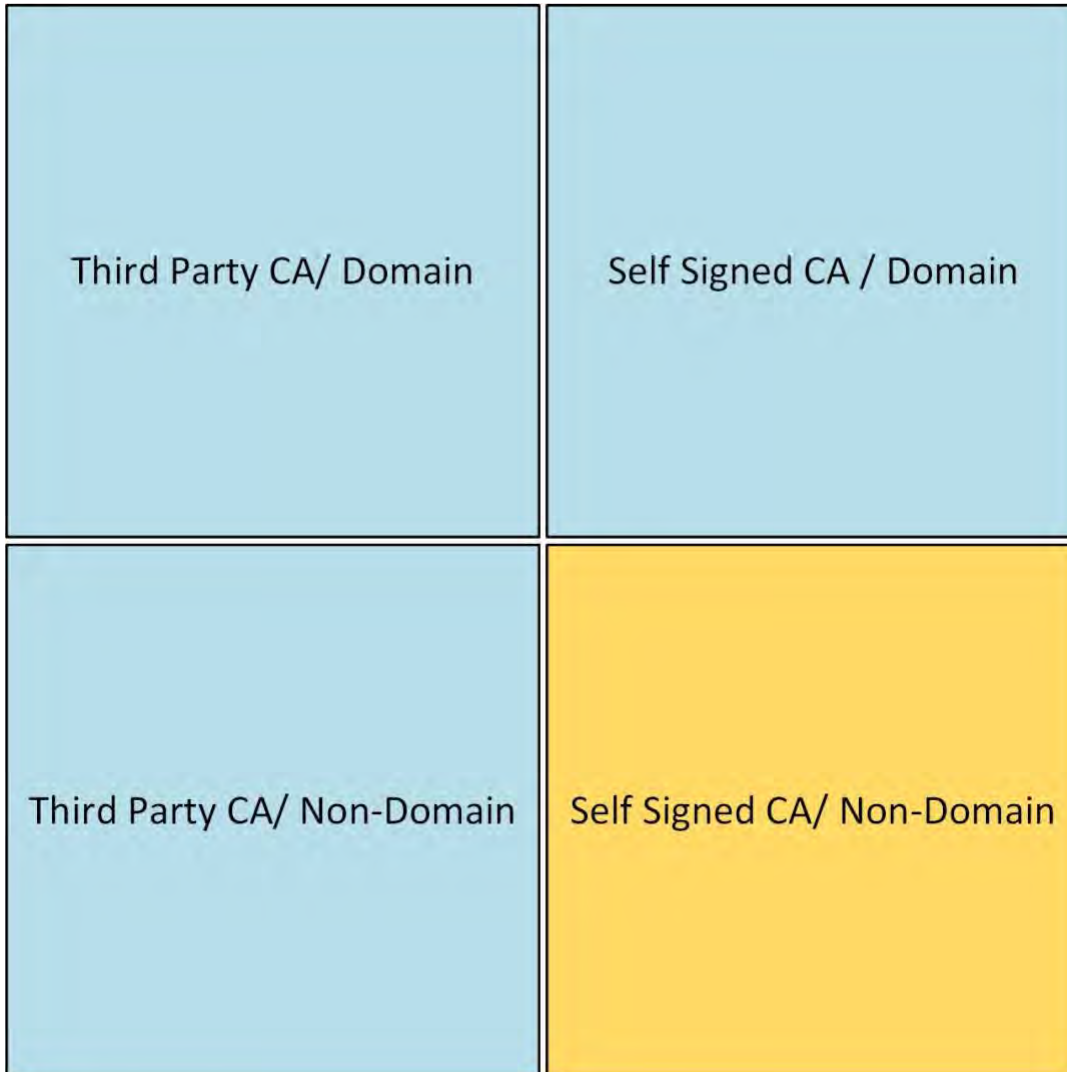 Third Party CA/ Domain
Self Signed CA / Domain
Third Party CA/ Non-Domain
Self Signed CA/ Non-Domain